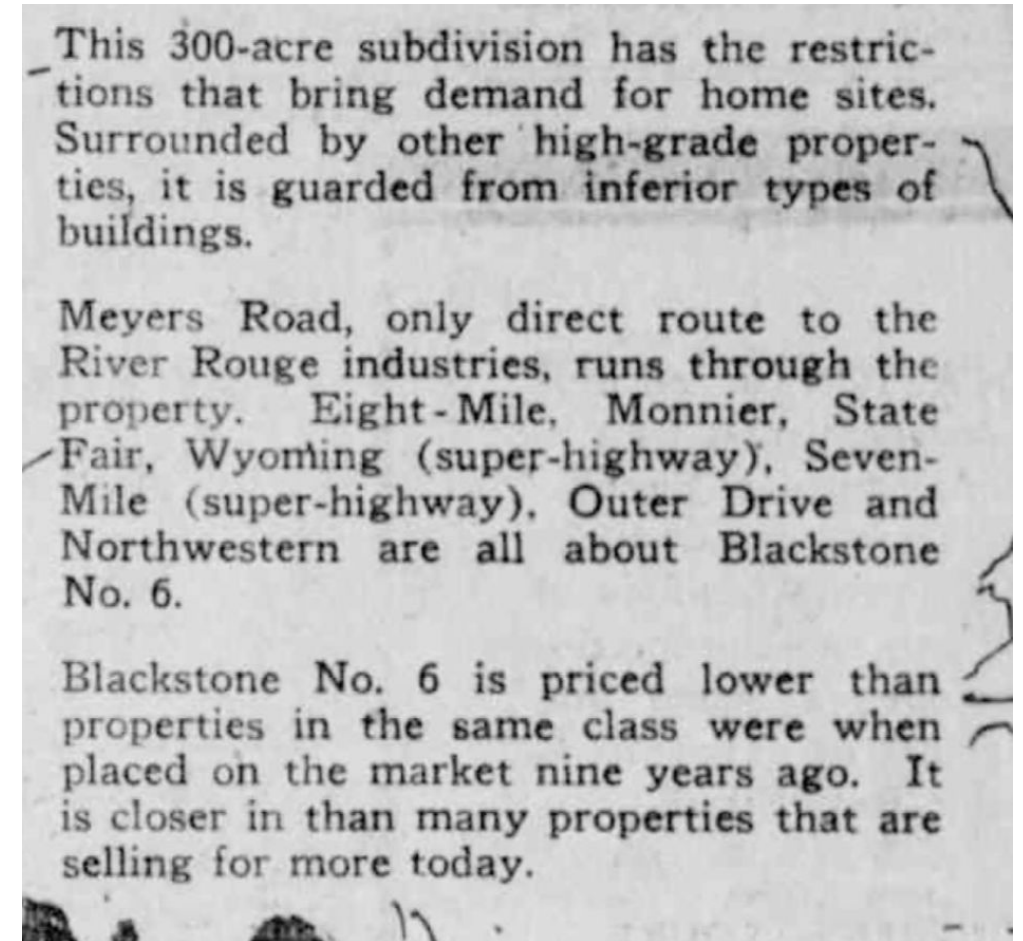 This 300-acre subdivision has the restric-
tions that bring demand for home sites.
Surrounded by other high-grade proper-
ties, it is guarded from inferior types of
buildings.
Meyers Road, only direct route to the
River Rouge industries, runs through the
property. Eight-Mile, Monnier, State
Fair, Wyoming (super-highway), Seven-
Mile (super-highway), Outer Drive and
Northwestern are all about Blackstone
No. 6.
Blackstone No. 6 is priced lower than
properties in the same class were when
placed on the market nine years ago. It
is closer in than many properties that are
selling for more today.